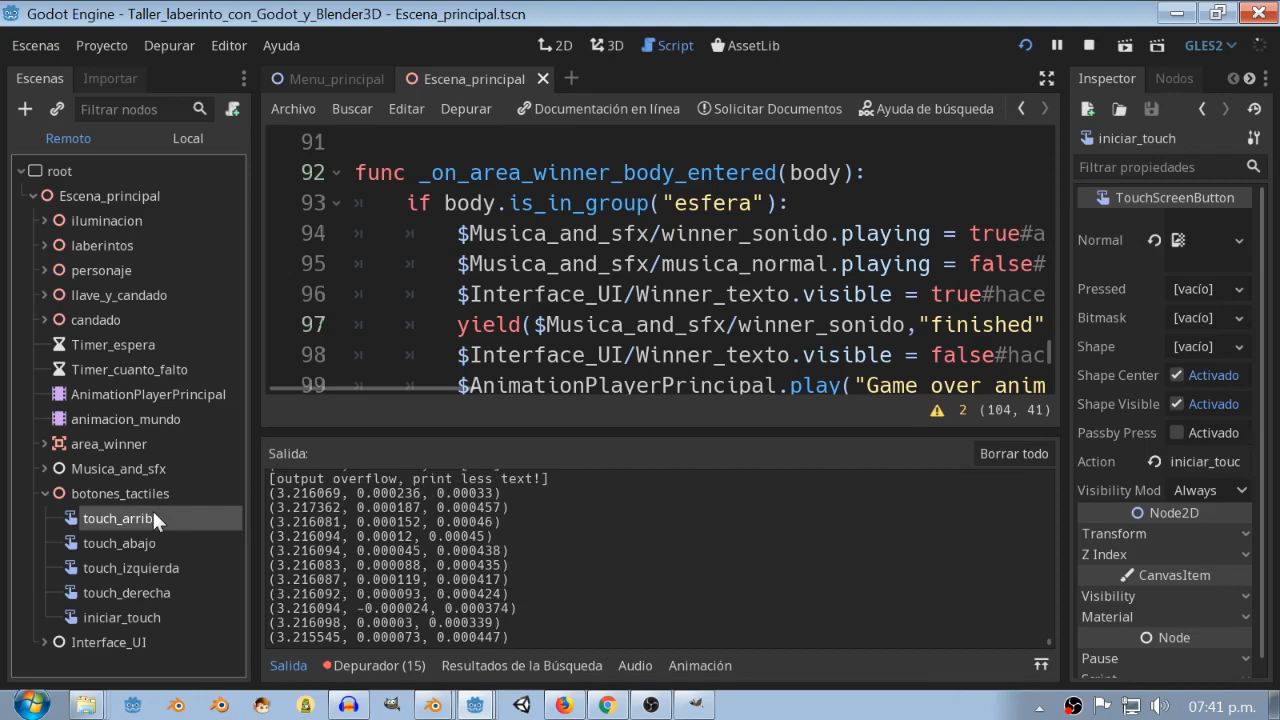 Godot Engine - Taller_laberinto_con_Godot_y_Blender3D - Escena_principal.tscn
Escenas Proyecto Depurar Editor Ayuda
2D 3D Script AssetLib
GLES2
Escenas Importar
Menu_principal Escena_principal
Inspector Nodos
Filtrar nodos
Archivo Buscar Editar Depurar Documentación en línea Solicitar Documentos Ayuda de búsqueda
Remoto Local
iniciar_touch
Filtrar propiedades
root
Escena_principal
iluminacion
laberintos
personaje
llave_y_candado
candado
Timer_espera
Timer_cuanto_falto
AnimationPlayerPrincipal
animacion_mundo
area_winner
Musica_and_sfx
botones_tactiles
touch_arrib
touch_abajo
touch_izquierda
touch_derecha
iniciar_touch
Interface_UI
91
92 func _on_area_winner_body_entered(body):
93 if body.is_in_group("esfera"):
94 $Musica_and_sfx/winner_sonido.playing = true#a
95 $Musica_and_sfx/musica_normal.playing = false#
96 $Interface_UI/Winner_texto.visible = true#hace
97 yield($Musica_and_sfx/winner_sonido,"finished"
98 $Interface_UI/Winner_texto.visible = false#hac
99 $AnimationPlayerPrincipal.play("Game over anim
2 (104, 41)
Salida: Borrar todo
[output overflow, print less text!]
(3.216069, 0.000236, 0.00033)
(3.217362, 0.000187, 0.000457)
(3.216081, 0.000152, 0.00046)
(3.216094, 0.00012, 0.00045)
(3.216094, 0.000045, 0.000438)
(3.216083, 0.000088, 0.000435)
(3.216087, 0.000119, 0.000417)
(3.216092, 0.000093, 0.000424)
(3.216094, -0.000024, 0.000374)
(3.216098, 0.00003, 0.000339)
(3.215545, 0.000073, 0.000447)
Salida Depurador (15) Resultados de la Búsqueda Audio Animación
TouchScreenButton
Normal
Pressed [vacío]
Bitmask [vacío]
Shape [vacío]
Shape Center Activado
Shape Visible Activado
Passby Press Activado
Action iniciar_touc
Visibility Mod Always
Node2D
Transform
Z Index
CanvasItem
Visibility
Material
Node
Pause
07:41 p.m.